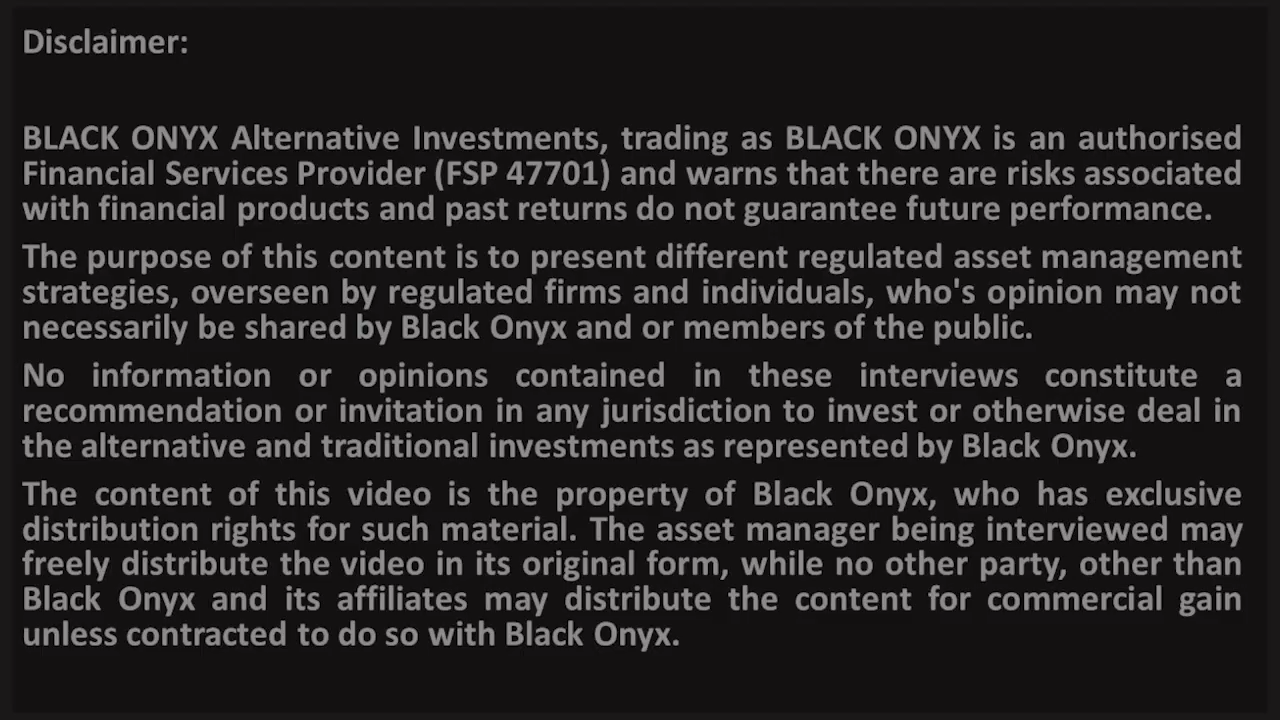 Disclaimer:
BLACK ONYX Alternative Investments, trading as BLACK ONYX is an authorised
Financial Services Provider (FSP 47701) and warns that there are risks associated
with financial products and past returns do not guarantee future performance.
The purpose of this content is to present different regulated asset management
strategies, overseen by regulated firms and individuals, who's opinion may not
necessarily be shared by Black Onyx and or members of the public.
No information or opinions contained in these interviews constitute a
recommendation or invitation in any jurisdiction to invest or otherwise deal in
the alternative and traditional investments as represented by Black Onyx.
The content of this video is the property of Black Onyx, who has exclusive
distribution rights for such material. The asset manager being interviewed may
freely distribute the video in its original form, while no other party, other than
Black Onyx and its affiliates may distribute the content for commercial gain
unless contracted to do so with Black Onyx.